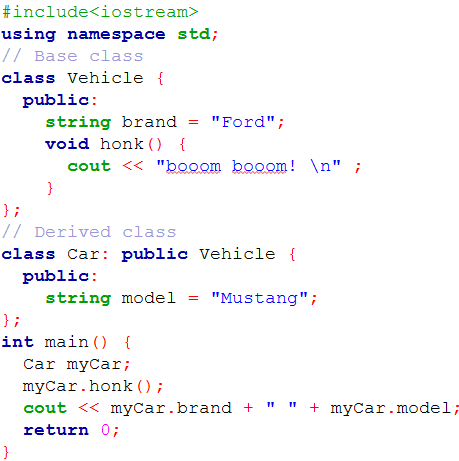 #include<iostream>
using namespace std;
// Base class
class Vehicle {
  public:
    string brand = "Ford";
    void honk() {
      cout << "booom booom! \n" ;
    }
};
// Derived class
class Car: public Vehicle {
  public:
    string model = "Mustang";
};
int main() {
  Car myCar;
  myCar.honk();
  cout << myCar.brand + " " + myCar.model;
  return 0;
}